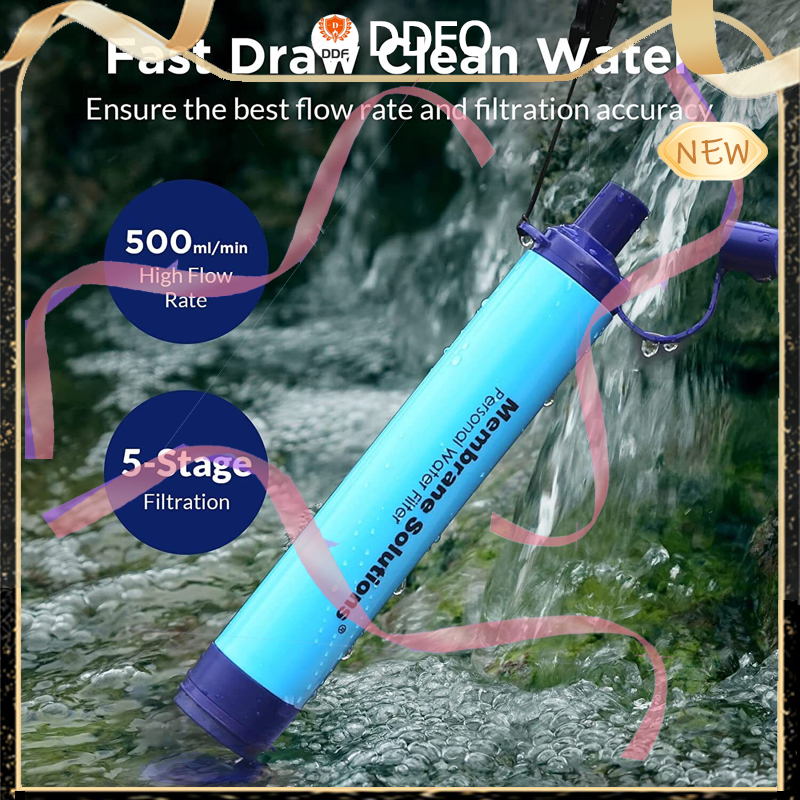 DDFO
DDF
Fast Draw Clean Water
Ensure the best flow rate and filtration accuracy
NEW
500ml/min
High Flow
Rate
5-Stage
Filtration
Membrane Solutions®
Personal Water Filter